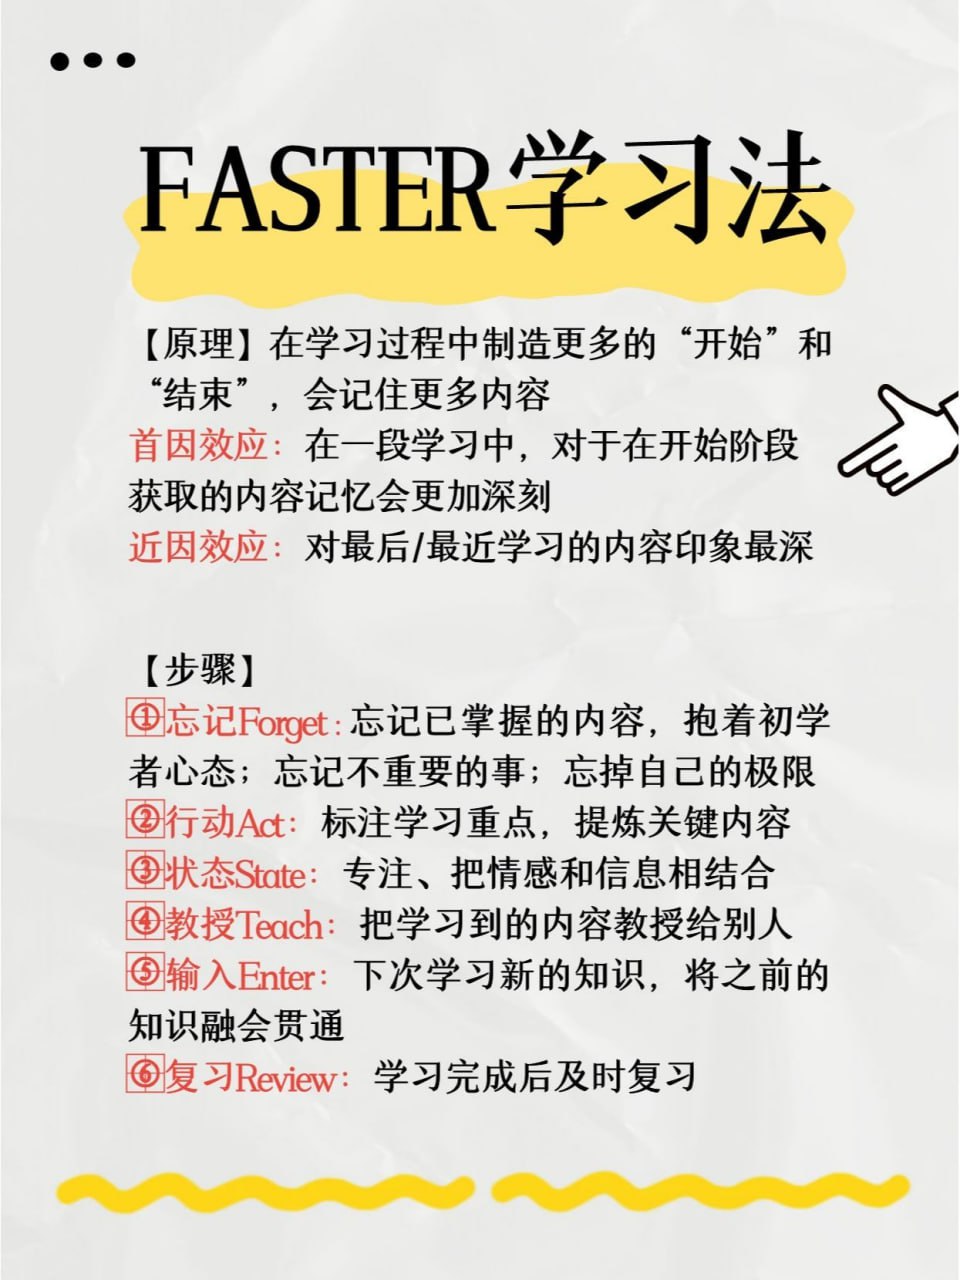 FASTER学习法
【原理】在学习过程中制造更多的“开始”和
“结束”，会记住更多内容
首因效应：在一段学习中，对于在开始阶段
获取的内容记忆会更加深刻
近因效应：对最后/最近学习的内容印象最深
【步骤】
①忘记Forget：忘记已掌握的内容，抱着初学
者心态；忘记不重要的事；忘掉自己的极限
②行动Act：标注学习重点，提炼关键内容
③状态State：专注、把情感和信息相结合
④教授Teach：把学习到的内容教授给别人
⑤输入Enter：下次学习新的知识，将之前的
知识融会贯通
⑥复习Review：学习完成后及时复习